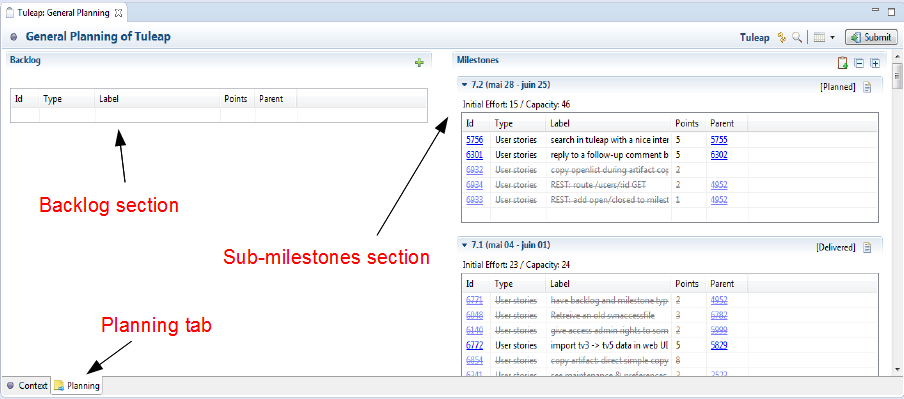 Tuleap: General Planning
General Planning of Tuleap
Tuleap
Submit
Backlog
Id Type Label Points Parent
Backlog section
Planning tab
Sub-milestones section
Milestones
7.2 (mai 28 - juin 25) [Planned]
Initial Effort: 15 / Capacity: 46
Id Type Label Points Parent
5756 User stories search in tuleap with a nice inter 5 5755
6301 User stories reply to a follow-up comment b 5 6302
6932 User stories copy openlist during artifact cop 2
6934 User stories REST: route /users/:id GET 2 4952
6933 User stories REST: add open/closed to milest 1 4952
7.1 (mai 04 - juin 01) [Delivered]
Initial Effort: 23 / Capacity: 24
Id Type Label Points Parent
6771 User stories have backlog and milestone typ 2 4952
6048 User stories Retreive an old svnaccessfile 3 6782
6140 User stories give access admin rights to som 2 5999
6772 User stories import tv3 -> tv5 data in web UI 5 5829
6854 User stories copy artifact: direct simple copy 8
User stories see maintenance & preferences
Context Planning